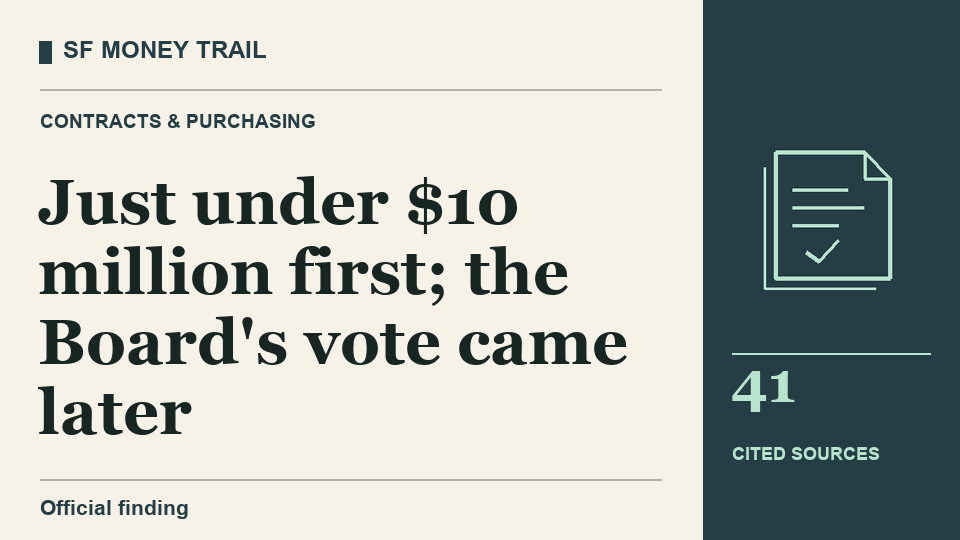 SF MONEY TRAIL
CONTRACTS & PURCHASING
Just under $10
million first; the
Board's vote came
later
Official finding
41
CITED SOURCES